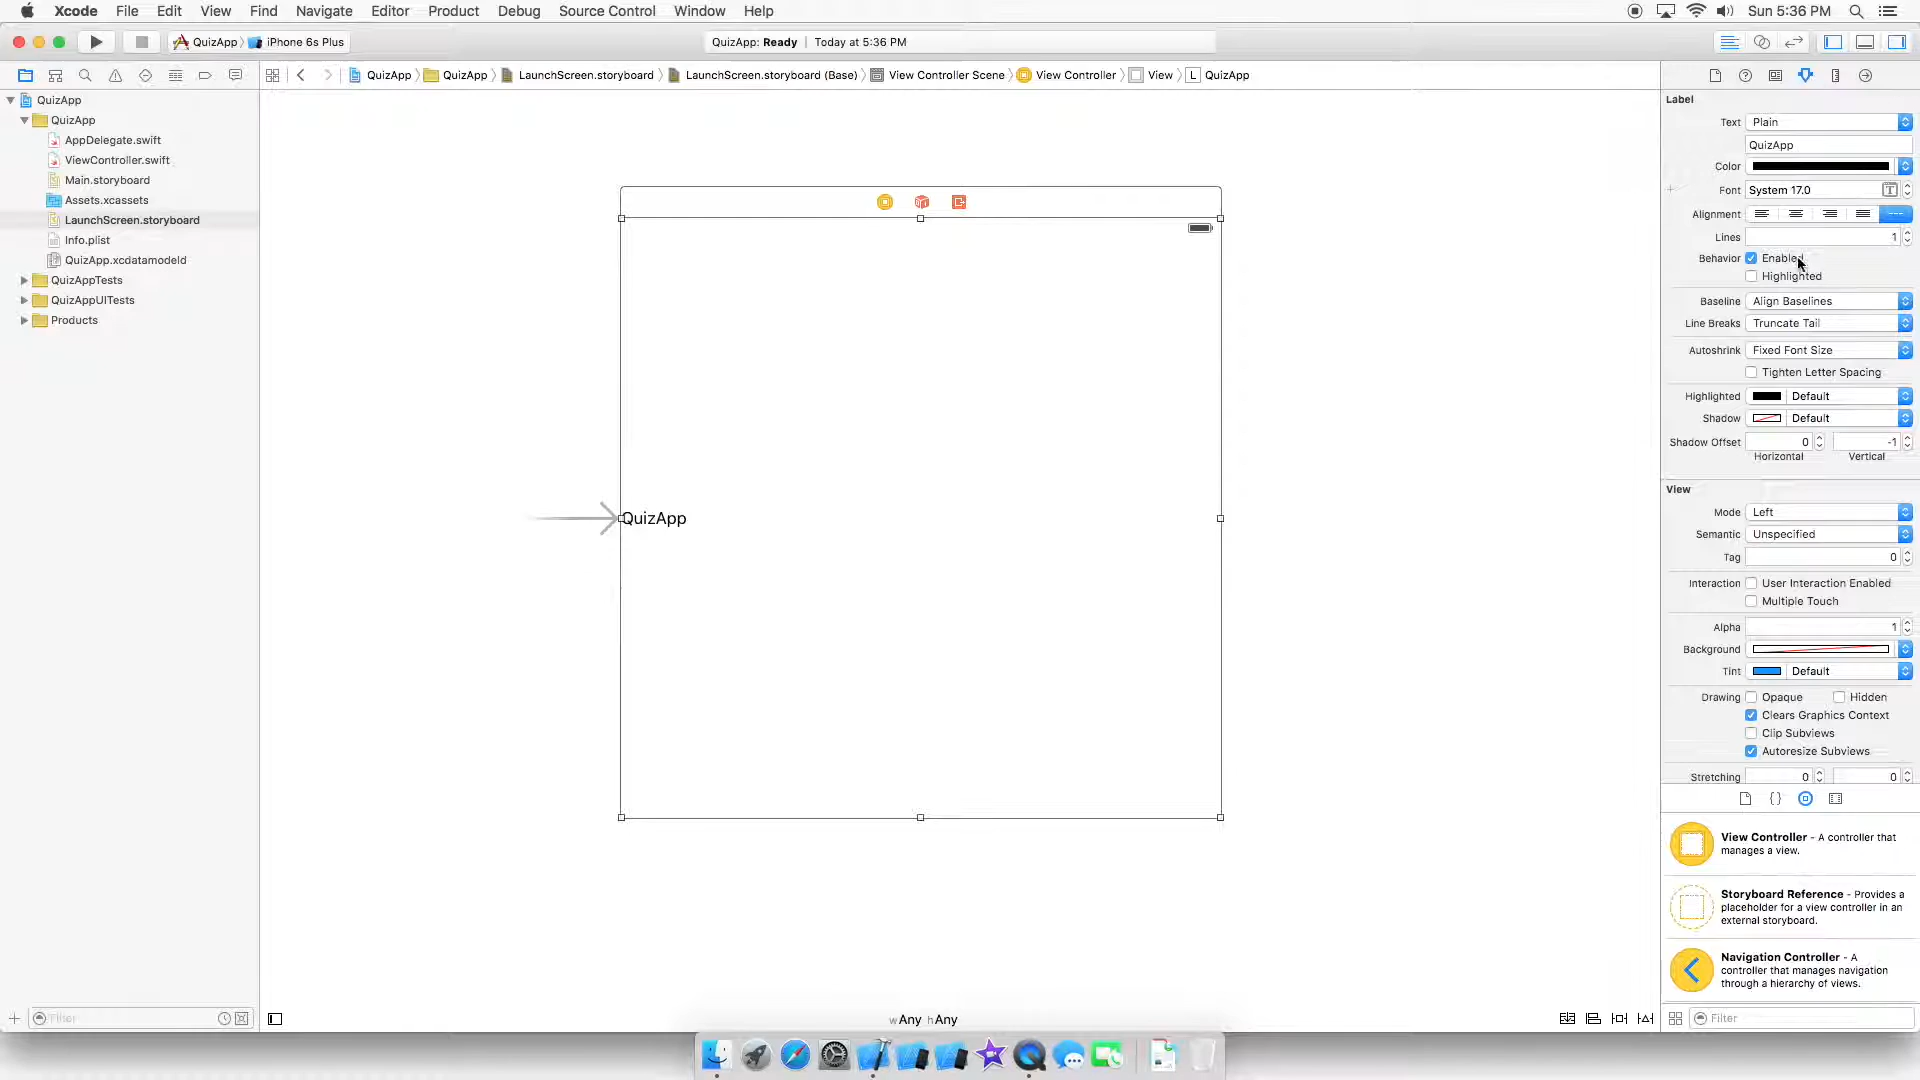 Xcode File Edit View Find Navigate Editor Product Debug Source Control Window Help Sun 5:36 PM
QuizApp iPhone 6s Plus QuizApp: Ready Today at 5:36 PM
QuizApp QuizApp LaunchScreen.storyboard LaunchScreen.storyboard (Base) View Controller Scene View Controller View L QuizApp
QuizApp
QuizApp
AppDelegate.swift
ViewController.swift
Main.storyboard
Assets.xcassets
LaunchScreen.storyboard
Info.plist
QuizApp.xcdatamodeld
QuizAppTests
QuizAppUITests
Products
Filter
QuizApp
wAny hAny
Label
Text Plain
QuizApp
Color
Font System 17.0 T
Alignment
Lines 1
Behavior Enabled
Highlighted
Baseline Align Baselines
Line Breaks Truncate Tail
Autoshrink Fixed Font Size
Tighten Letter Spacing
Highlighted Default
Shadow Default
Shadow Offset 0 -1
Horizontal Vertical
View
Mode Left
Semantic Unspecified
Tag 0
Interaction User Interaction Enabled
Multiple Touch
Alpha 1
Background
Tint Default
Drawing Opaque Hidden
Clears Graphics Context
Clip Subviews
Autoresize Subviews
Stretching 0 0
View Controller - A controller that
manages a view.
Storyboard Reference - Provides a
placeholder for a view controller in an
external storyboard.
Navigation Controller - A
controller that manages navigation
through a hierarchy of views.
Filter